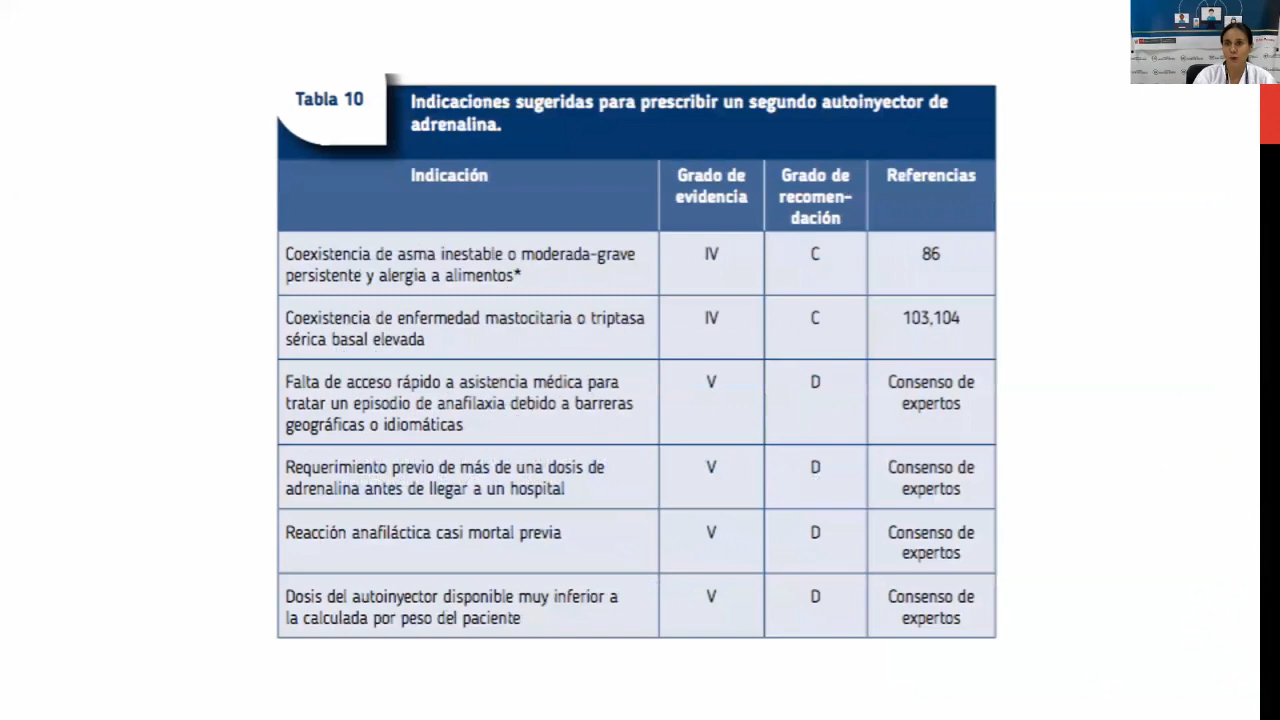 Tabla 10
Indicaciones sugeridas para prescribir un segundo autoinyector de
adrenalina.
Indicación
Grado de
evidencia
Grado de
recomen-
dación
Referencias
Coexistencia de asma inestable o moderada-grave
persistente y alergia a alimentos*
IV
C
86
Coexistencia de enfermedad mastocitaria o triptasa
sérica basal elevada
IV
C
103,104
Falta de acceso rápido a asistencia médica para
tratar un episodio de anafilaxia debido a barreras
geográficas o idiomáticas
V
D
Consenso de
expertos
Requerimiento previo de más de una dosis de
adrenalina antes de llegar a un hospital
V
D
Consenso de
expertos
Reacción anafiláctica casi mortal previa
V
D
Consenso de
expertos
Dosis del autoinyector disponible muy inferior a
la calculada por peso del paciente
V
D
Consenso de
expertos